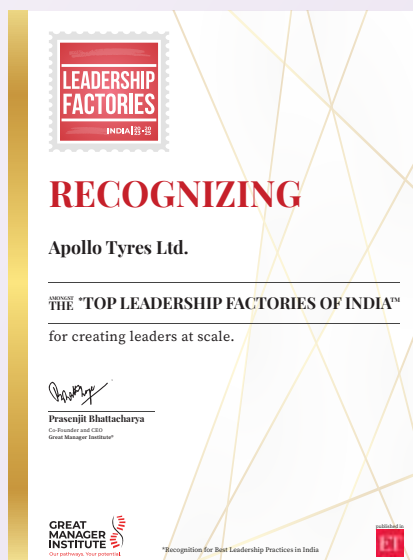 LEADERSHIP
FACTORIES
INDIA
RECOGNIZING
Apollo Tyres Ltd.
AMONGST
THE *TOP LEADERSHIP FACTORIES OF INDIA™
for creating leaders at scale.
Prasenjit Bhattacharya
Co-Founder and CEO
Great Manager Institute®
GREAT
MANAGER
INSTITUTE
Our pathways. Your potential.
*Recognition for Best Leadership Practices in India
published in
ET